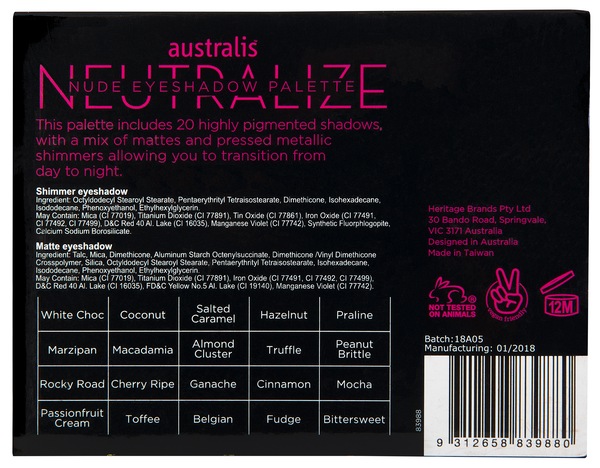 australis™
NEUTRALIZE
NUDE EYESHADOW PALETTE
This palette includes 20 highly pigmented shadows,
with a mix of mattes and pressed metallic
shimmers allowing you to transition from
day to night.
Shimmer eyeshadow
Ingredient: Octyldodecyl Stearoyl Stearate, Pentaerythrityl Tetraisostearate, Dimethicone, Isohexadecane,
Isododecane, Phenoxyethanol, Ethylhexylglycerin.
May Contain: Mica (CI 77019), Titanium Dioxide (CI 77891), Tin Oxide (CI 77861), Iron Oxide (CI 77491,
CI 77492, CI 77499), D&C Red 40 Al. Lake (CI 16035), Manganese Violet (CI 77742), Synthetic Fluorphlogopite,
Calcium Sodium Borosilicate.
Matte eyeshadow
Ingredient: Talc, Mica, Dimethicone, Aluminum Starch Octenylsuccinate, Dimethicone /Vinyl Dimethicone
Crosspolymer, Silica, Octyldodecyl Stearoyl Stearate, Pentaerythrityl Tetraisostearate, Isohexadecane,
Isododecane, Phenoxyethanol, Ethylhexylglycerin.
May Contain: Mica (CI 77019), Titanium Dioxide (CI 77891), Iron Oxide (CI 77491, CI 77492, CI 77499),
D&C Red 40 Al. Lake (CI 16035), FD&C Yellow No.5 Al. Lake (CI 19140), Manganese Violet (CI 77742).
White Choc Coconut Salted Caramel Hazelnut Praline
Marzipan Macadamia Almond Cluster Truffle Peanut Brittle
Rocky Road Cherry Ripe Ganache Cinnamon Mocha
Passionfruit Cream Toffee Belgian Fudge Bittersweet
83988
Heritage Brands Pty Ltd
30 Bando Road, Springvale,
VIC 3171 Australia
Designed in Australia
Made in Taiwan
NOT TESTED
ON ANIMALS
vegan friendly
12M
Batch:18A05
Manufacturing: 01/2018
9 312658 839880